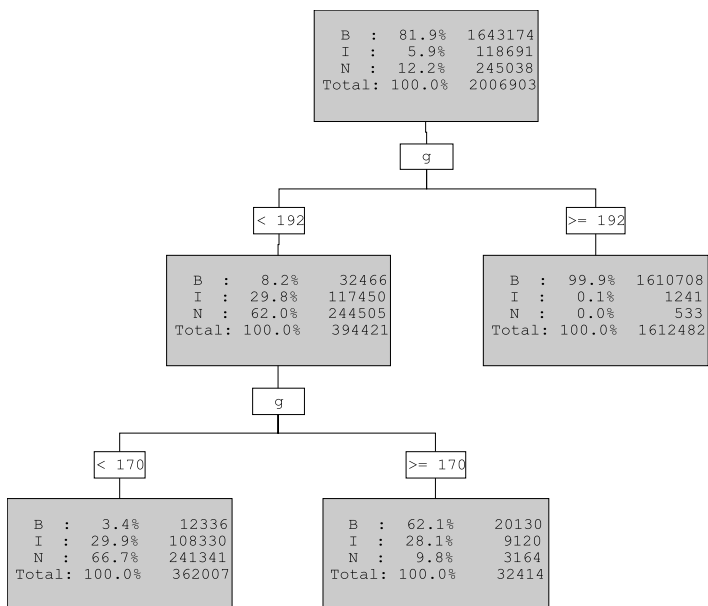 B : 81.9% 1643174
I : 5.9% 118691
N : 12.2% 245038
Total: 100.0% 2006903
g
< 192
>= 192
B : 8.2% 32466
I : 29.8% 117450
N : 62.0% 244505
Total: 100.0% 394421
B : 99.9% 1610708
I : 0.1% 1241
N : 0.0% 533
Total: 100.0% 1612482
g
< 170
>= 170
B : 3.4% 12336
I : 29.9% 108330
N : 66.7% 241341
Total: 100.0% 362007
B : 62.1% 20130
I : 28.1% 9120
N : 9.8% 3164
Total: 100.0% 32414